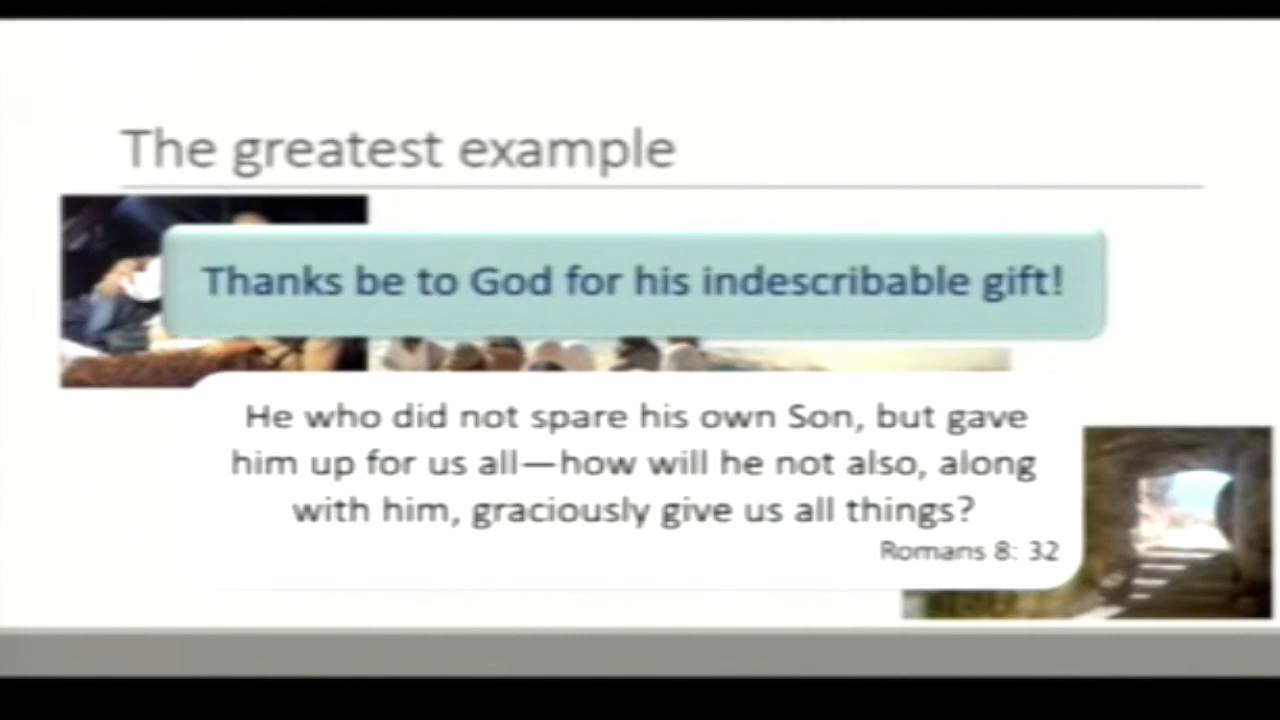 The greatest example
Thanks be to God for his indescribable gift!
He who did not spare his own Son, but gave
him up for us all—how will he not also, along
with him, graciously give us all things?
Romans 8: 32